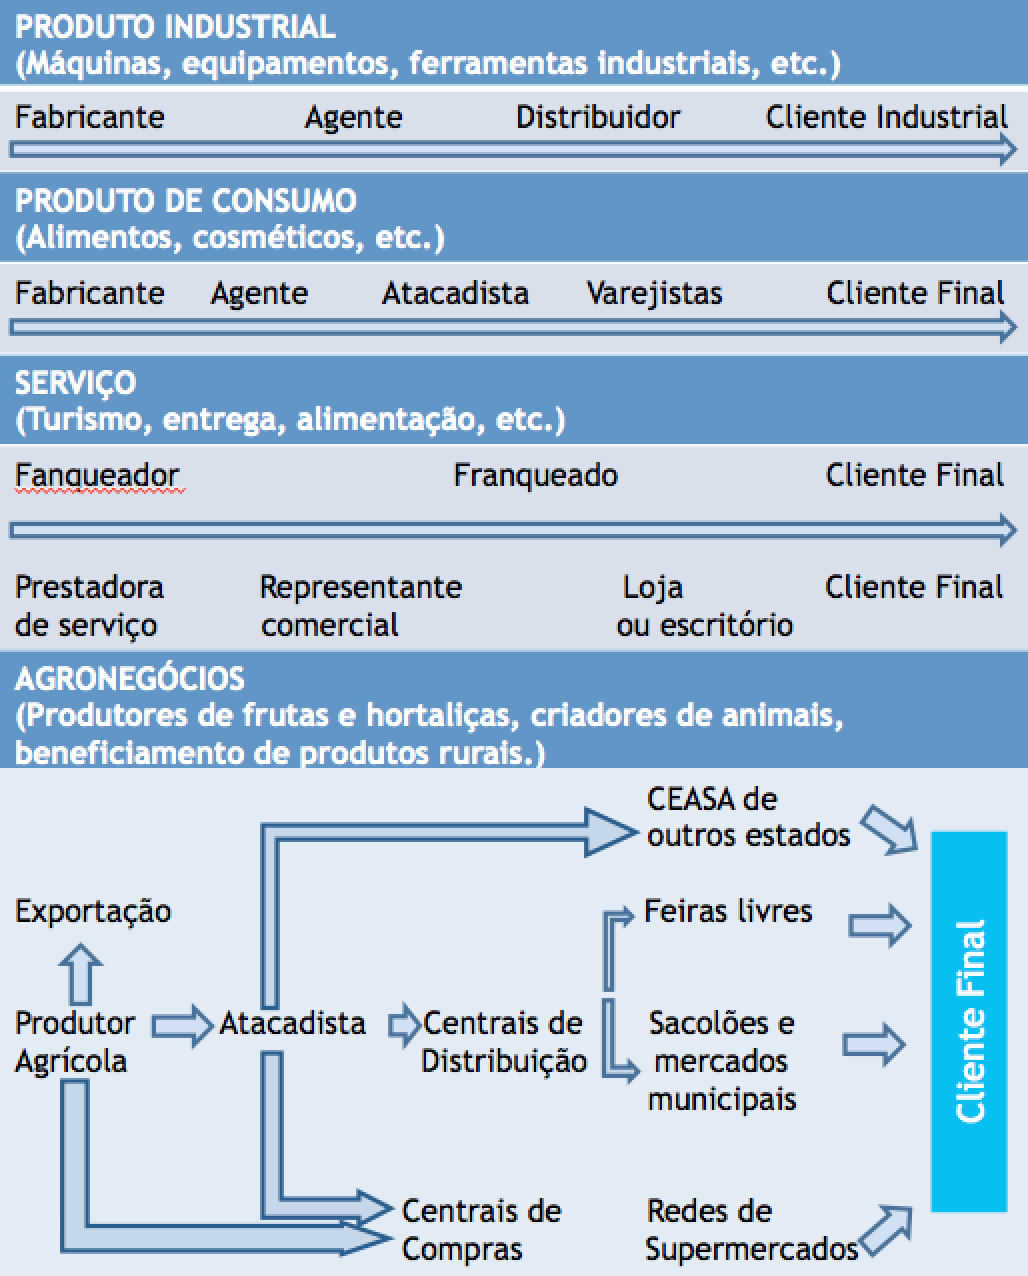 PRODUTO INDUSTRIAL
(Máquinas, equipamentos, ferramentas industriais, etc.)
Fabricante Agente Distribuidor Cliente Industrial
PRODUTO DE CONSUMO
(Alimentos, cosméticos, etc.)
Fabricante Agente Atacadista Varejistas Cliente Final
SERVIÇO
(Turismo, entrega, alimentação, etc.)
Fanqueador Franqueado Cliente Final
Prestadora Representante Loja Cliente Final
de serviço comercial ou escritório
AGRONEGÓCIOS
(Produtores de frutas e hortaliças, criadores de animais,
beneficiamento de produtos rurais.)
CEASA de
outros estados
Exportação Feiras livres
Produtor Atacadista Centrais de Sacolões e
Agrícola Distribuição mercados
municipais
Cliente Final
Centrais de Redes de
Compras Supermercados